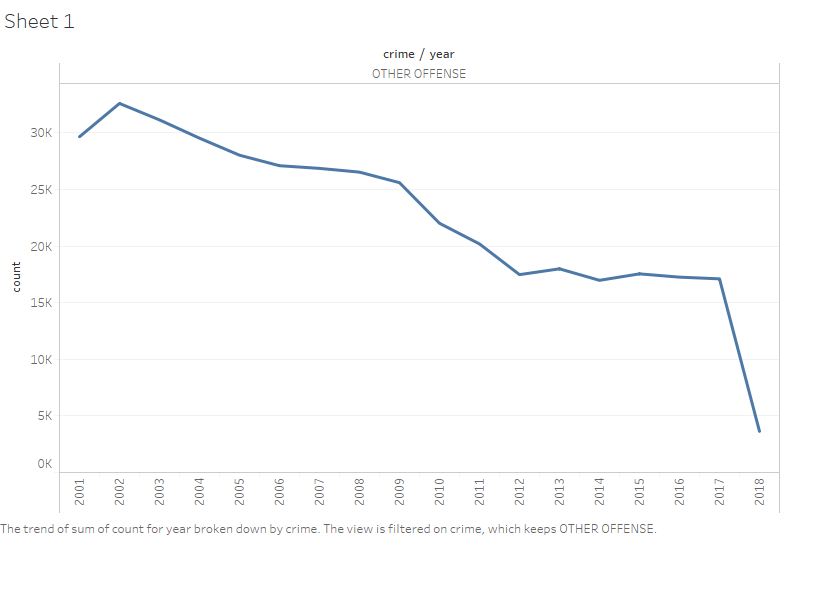 Sheet 1
crime / year
OTHER OFFENSE
30K
25K
20K
15K
10K
5K
0K
count
2001
2002
2003
2004
2005
2006
2007
2008
2009
2010
2011
2012
2013
2014
2015
2016
2017
2018
The trend of sum of count for year broken down by crime. The view is filtered on crime, which keeps OTHER OFFENSE.